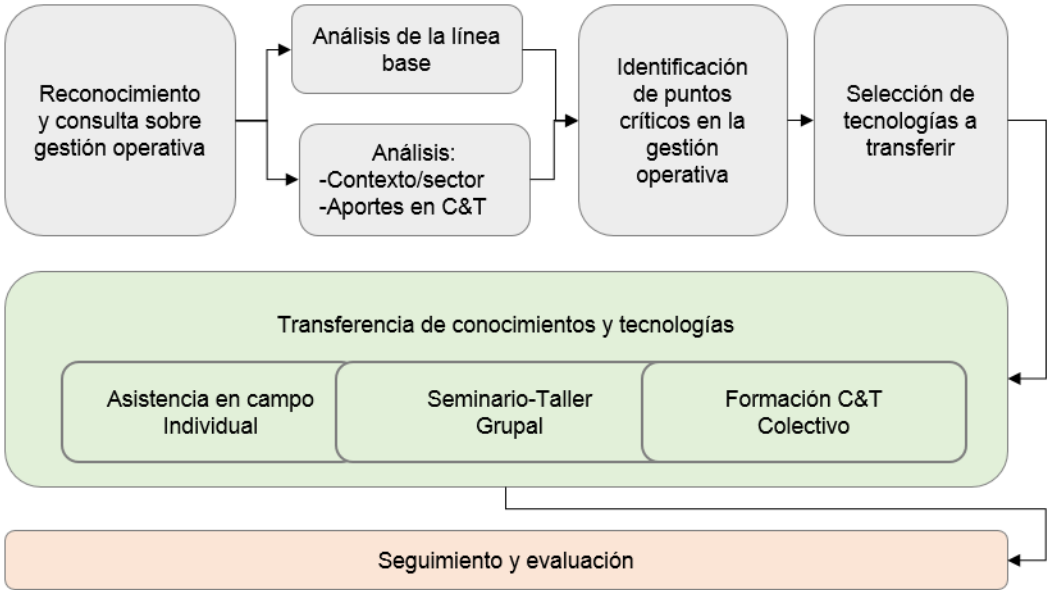 Reconocimiento
y consulta sobre
gestión operativa
Análisis de la línea
base
Análisis:
-Contexto/sector
-Aportes en C&T
Identificación
de puntos
críticos en la
gestión
operativa
Selección de
tecnologías a
transferir
Transferencia de conocimientos y tecnologías
Asistencia en campo
Individual
Seminario-Taller
Grupal
Formación C&T
Colectivo
Seguimiento y evaluación